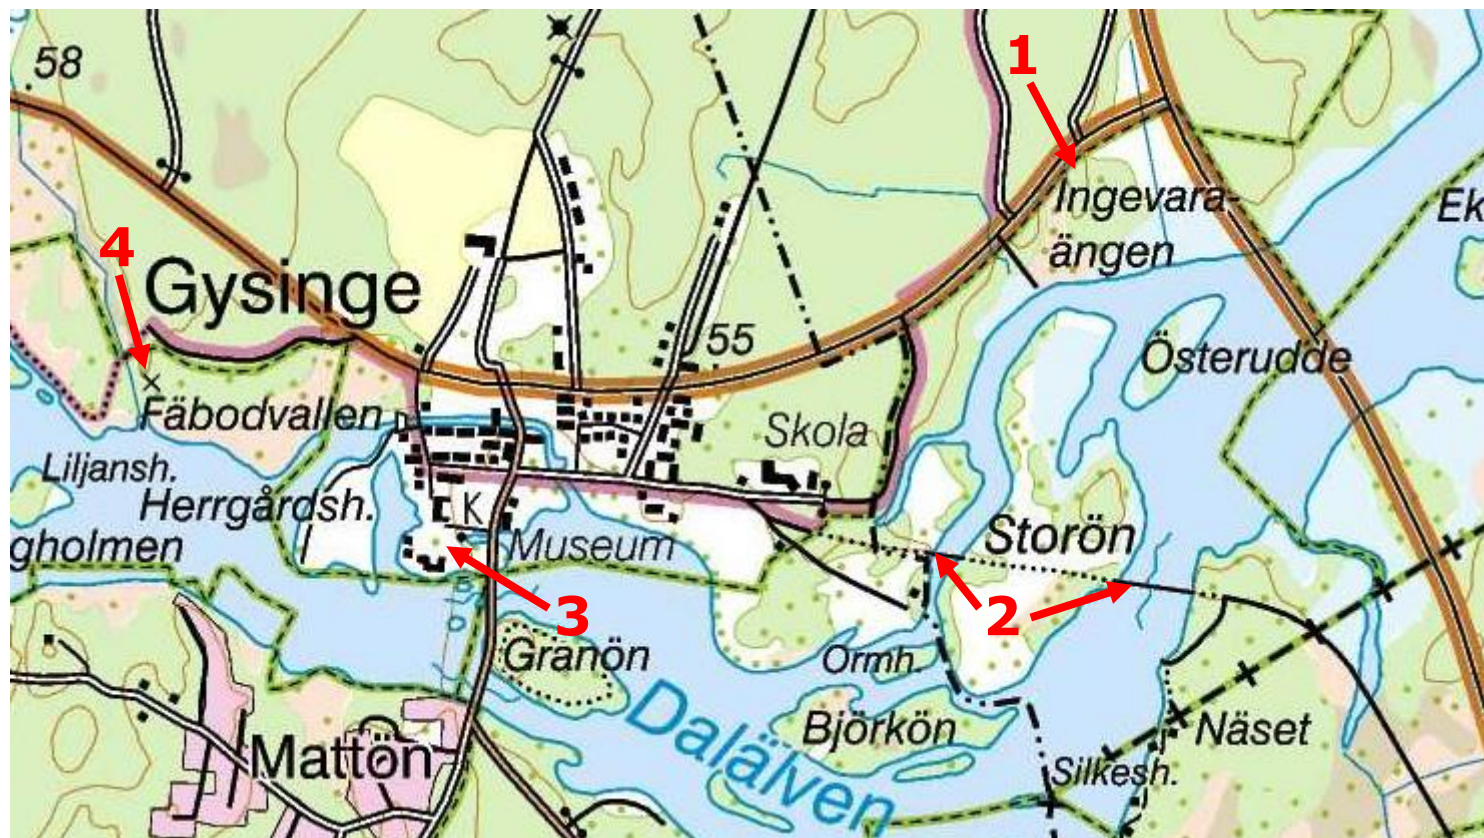 58
1
Ingevara-
ängen
Ek
4
Gysinge
55
Österudde
Fäbodvallen
Skola
Liljansh.
Herrgårdsh.
K
gholmen
Museum
Storön
3
2
Granön
Ormh.
Dalälven
Björkön
Näset
Mattön
Silkesh.